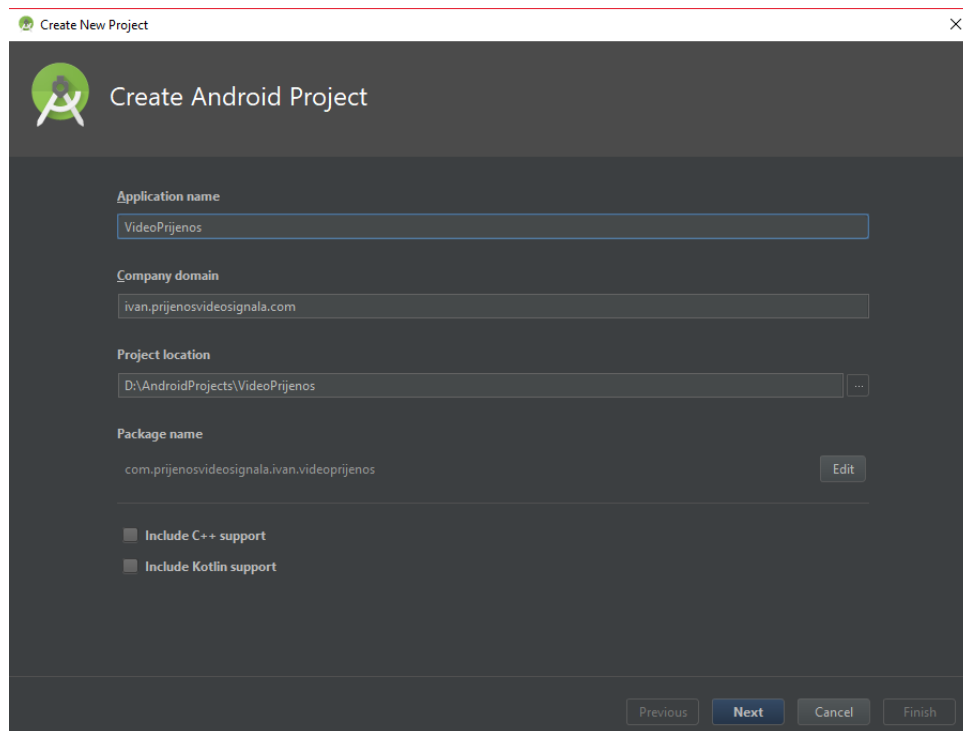 Create New Project
Create Android Project
Application name
VideoPrijenos
Company domain
ivan.prijenosvideosignala.com
Project location
D:\AndroidProjects\VideoPrijenos
...
Package name
com.prijenosvideosignala.ivan.videoprijenos
Edit
Include C++ support
Include Kotlin support
Previous Next Cancel Finish